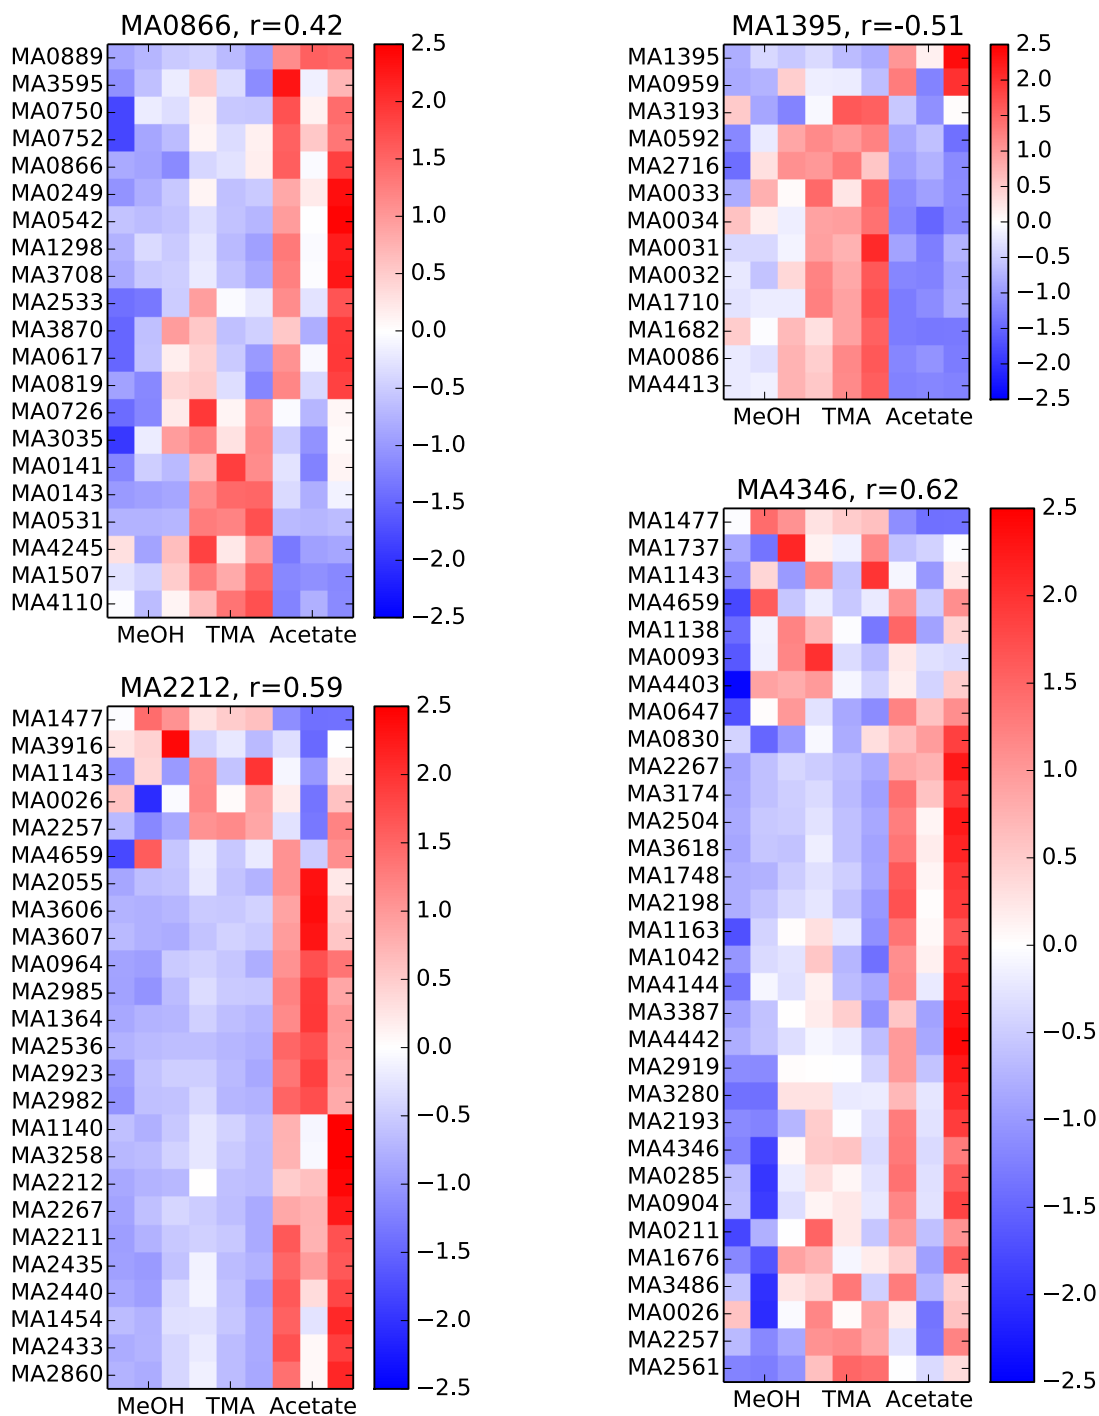 MA0866, r=0.42
MA0889
MA3595
MA0750
MA0752
MA0866
MA0249
MA0542
MA1298
MA3708
MA2533
MA3870
MA0617
MA0819
MA0726
MA3035
MA0141
MA0143
MA0531
MA4245
MA1507
MA4110
MeOH TMA Acetate
2.5
2.0
1.5
1.0
0.5
0.0
−0.5
−1.0
−1.5
−2.0
−2.5
MA1395, r=-0.51
MA1395
MA0959
MA3193
MA0592
MA2716
MA0033
MA0034
MA0031
MA0032
MA1710
MA1682
MA0086
MA4413
MeOH TMA Acetate
2.5
2.0
1.5
1.0
0.5
0.0
−0.5
−1.0
−1.5
−2.0
−2.5
MA2212, r=0.59
MA1477
MA3916
MA1143
MA0026
MA2257
MA4659
MA2055
MA3606
MA3607
MA0964
MA2985
MA1364
MA2536
MA2923
MA2982
MA1140
MA3258
MA2212
MA2267
MA2211
MA2435
MA2440
MA1454
MA2433
MA2860
MeOH TMA Acetate
2.5
2.0
1.5
1.0
0.5
0.0
−0.5
−1.0
−1.5
−2.0
−2.5
MA4346, r=0.62
MA1477
MA1737
MA1143
MA4659
MA1138
MA0093
MA4403
MA0647
MA0830
MA2267
MA3174
MA2504
MA3618
MA1748
MA2198
MA1163
MA1042
MA4144
MA3387
MA4442
MA2919
MA3280
MA2193
MA4346
MA0285
MA0904
MA0211
MA1676
MA3486
MA0026
MA2257
MA2561
MeOH TMA Acetate
2.5
2.0
1.5
1.0
0.5
0.0
−0.5
−1.0
−1.5
−2.0
−2.5